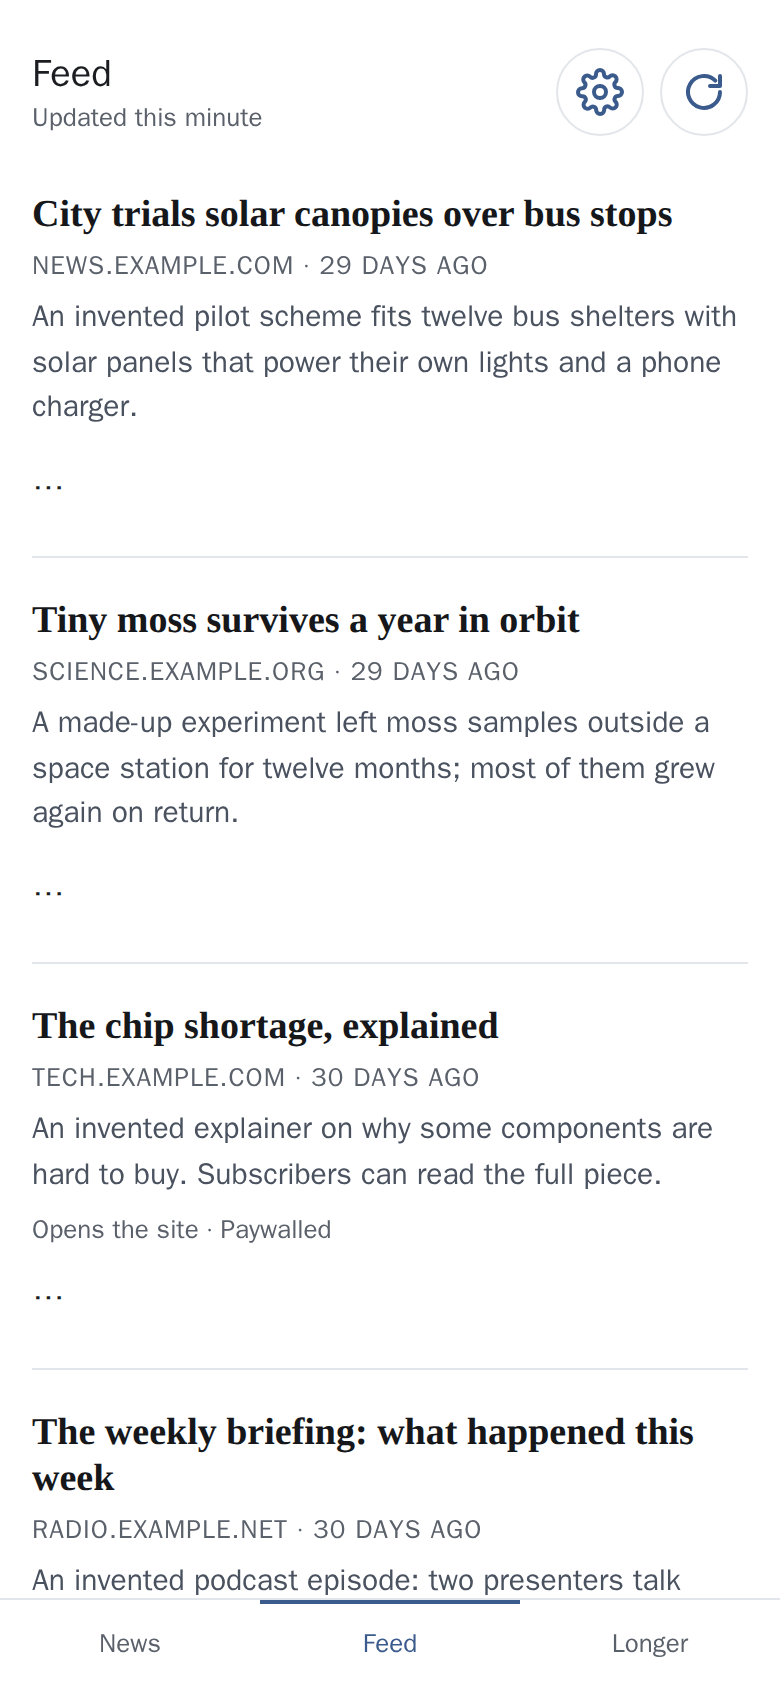 Feed
Updated this minute
City trials solar canopies over bus stops
NEWS.EXAMPLE.COM · 29 DAYS AGO
An invented pilot scheme fits twelve bus shelters with
solar panels that power their own lights and a phone
charger.
...
Tiny moss survives a year in orbit
SCIENCE.EXAMPLE.ORG · 29 DAYS AGO
A made-up experiment left moss samples outside a
space station for twelve months; most of them grew
again on return.
...
The chip shortage, explained
TECH.EXAMPLE.COM · 30 DAYS AGO
An invented explainer on why some components are
hard to buy. Subscribers can read the full piece.
Opens the site · Paywalled
...
The weekly briefing: what happened this
week
RADIO.EXAMPLE.NET · 30 DAYS AGO
An invented podcast episode: two presenters talk
News
Feed
Longer